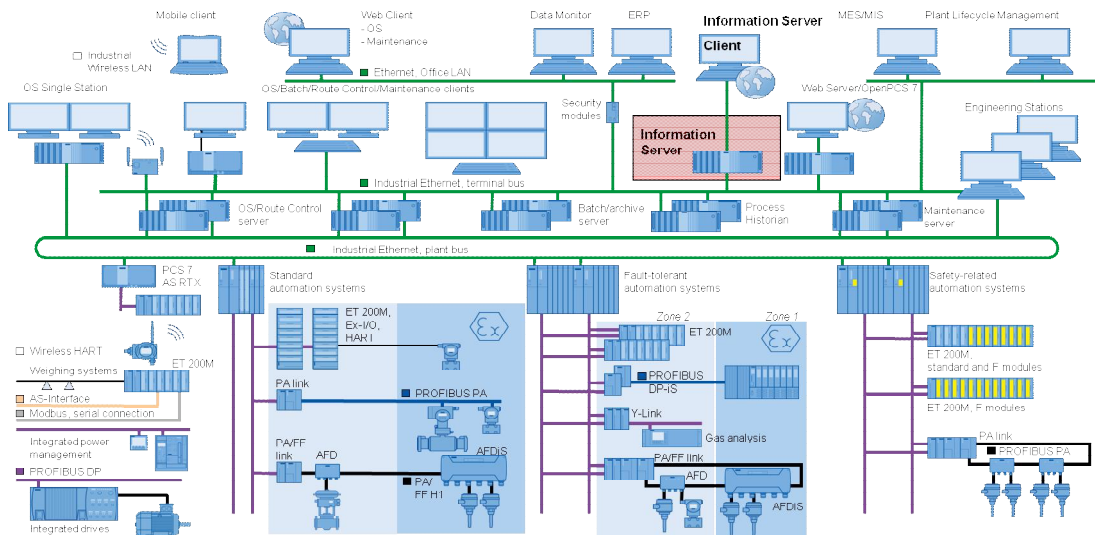 Mobile client
Web Client
- OS
- Maintenance
Data Monitor
ERP
Information Server
Client
MES/MIS
Plant Lifecycle Management
Industrial
Wireless LAN
Ethernet, Office LAN
OS Single Station
OS/Batch/Route Control/Maintenance clients
Security
modules
Web Server/OpenPCS 7
Engineering Stations
Information
Server
Industrial Ethernet, terminal bus
OS/Route Control
server
Batch/archive
server
Process
Historian
Maintenance
server
Industrial Ethernet, plant bus
PCS 7
AS RTX
Standard
automation systems
Fault-tolerant
automation systems
Safety-related
automation systems
ET 200M,
Ex-I/O,
HART
Ex
Zone 2
Zone 1
ET 200M
Ex
Wireless HART
ET 200M
Weighing systems
AS-Interface
Modbus, serial connection
PA link
PROFIBUS PA
PROFIBUS
DP-iS
ET 200M,
standard and F modules
ET 200M, F modules
Y-Link
Gas analysis
Integrated power
management
PROFIBUS DP
PA/FF
link
AFD
AFDiS
PA/
FF H1
PA/FF link
AFD
AFDiS
PA link
PROFIBUS PA
Integrated drives